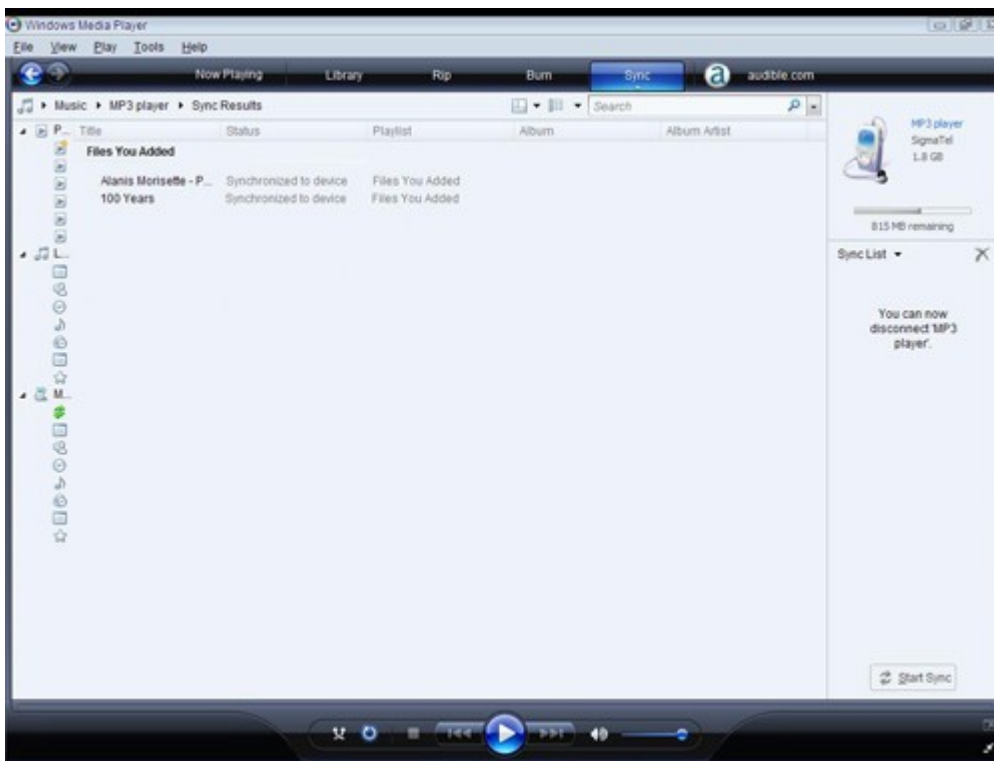 Windows Media Player
File View Play Tools Help
Now Playing Library Rip Burn Sync a audible.com
Music MP3 player Sync Results Search
P... Title Status Playlist Album Album Artist
Files You Added
Alanis Morisette - P... Synchronized to device Files You Added
100 Years Synchronized to device Files You Added
L...
M...
MP3 player
SigmaTel
1.8 GB
815 MB remaining
Sync List
You can now
disconnect 'MP3
player'.
Start Sync